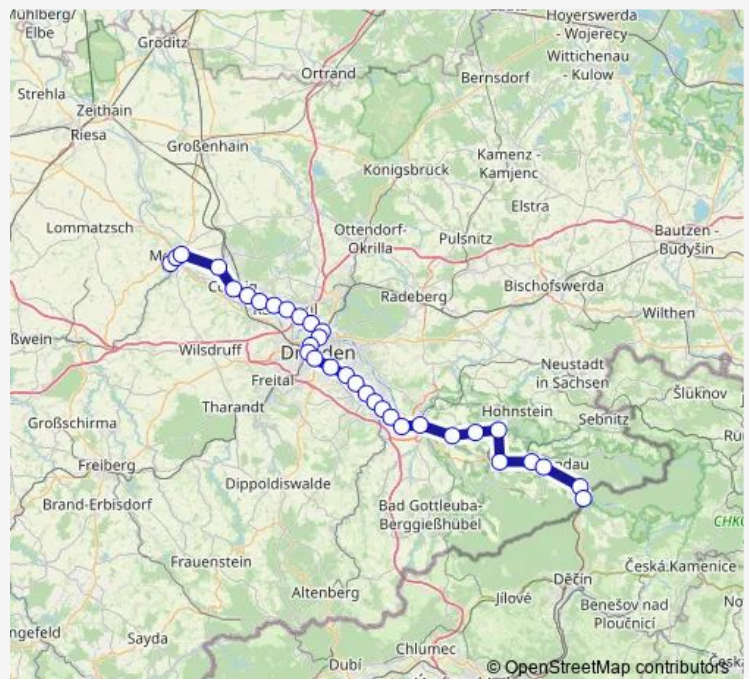 Mühlberg/
Elbe
Gröditz
Hoyerswerda
- Wojerecy
Wittichenau
- Kulow
Ortrand
Bernsdorf
Strehla
Zeithain
Riesa
Großenhain
Kamenz -
Kamjenc
Königsbrück
Elstra
Lommatzsch
Ottendorf-
Okrilla
Pulsnitz
Bautzen -
Budyšin
Radeberg
Bischofswerda
Wilthen
ßwein
Wilsdruff
Dresden
Freital
Neustadt
in Sachsen
Šluknov
Tharandt
Hohnstein
Sebnitz
Großschirma
Freiberg
Dippoldiswalde
Brand-Erbisdorf
Bad Gottleuba-
Berggießhübel
CHKO
Frauenstein
Děčín
Česká Kamenice
Altenberg
Jílové
Benešov nad
Ploučnicí
Sayda
Chlumec
Dubí
© OpenStreetMap contributors